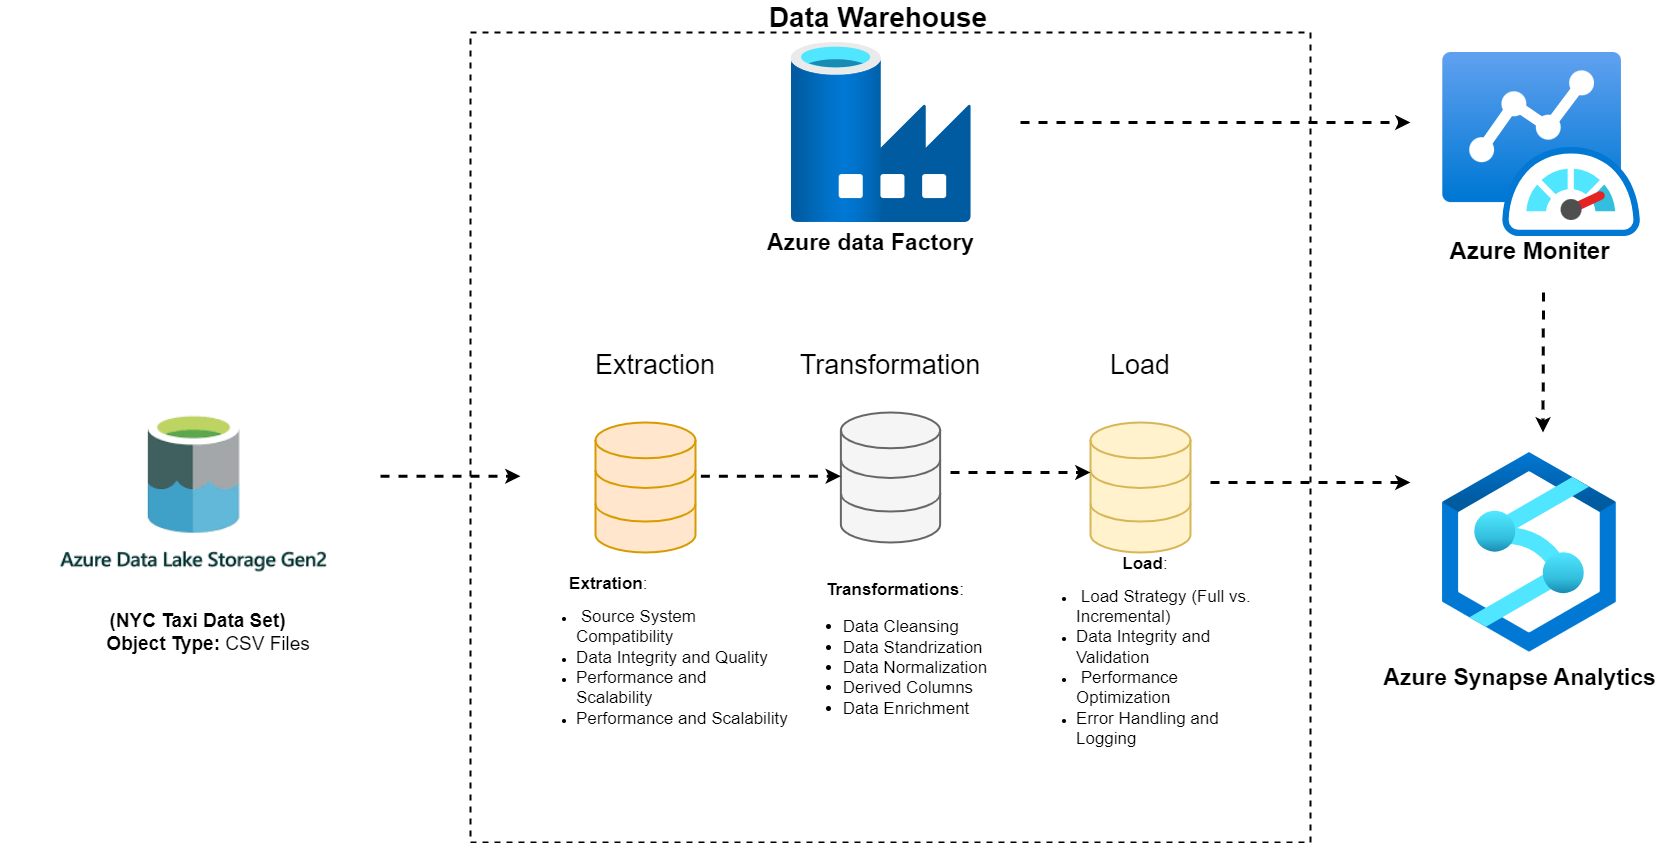 Data Warehouse
Azure data Factory
Azure Moniter
Extraction
Transformation
Load
Azure Data Lake Storage Gen2
(NYC Taxi Data Set)
Object Type: CSV Files
Extration:
• Source System
Compatibility
• Data Integrity and Quality
• Performance and
Scalability
• Performance and Scalability
Transformations:
• Data Cleansing
• Data Standrization
• Data Normalization
• Derived Columns
• Data Enrichment
Load:
• Load Strategy (Full vs.
Incremental)
• Data Integrity and
Validation
• Performance
Optimization
• Error Handling and
Logging
Azure Synapse Analytics